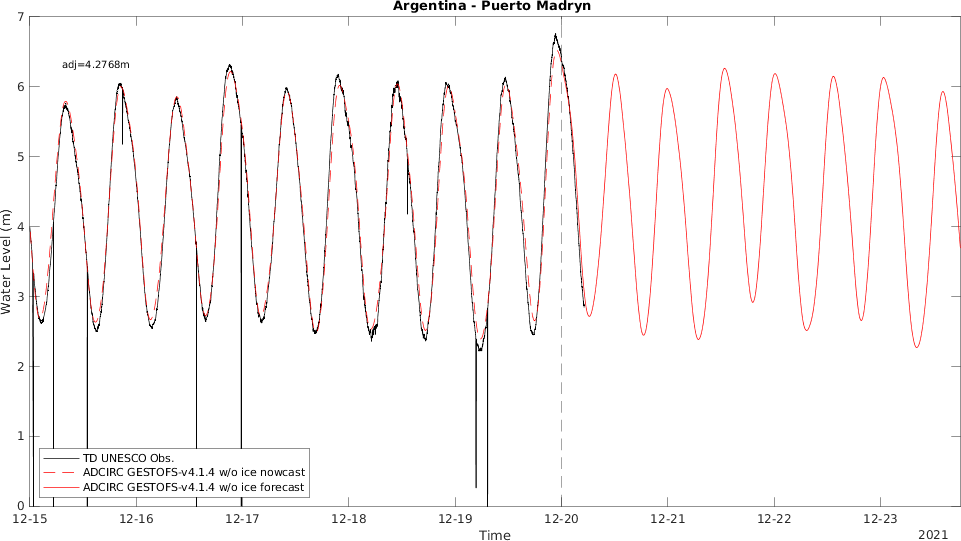 Argentina - Puerto Madryn
adj=4.2768m
Water Level (m)
7
6
5
4
3
2
1
0
TD UNESCO Obs.
ADCIRC GESTOFS-v4.1.4 w/o ice nowcast
ADCIRC GESTOFS-v4.1.4 w/o ice forecast
12-15 12-16 12-17 12-18 12-19 12-20 12-21 12-22 12-23
Time
2021